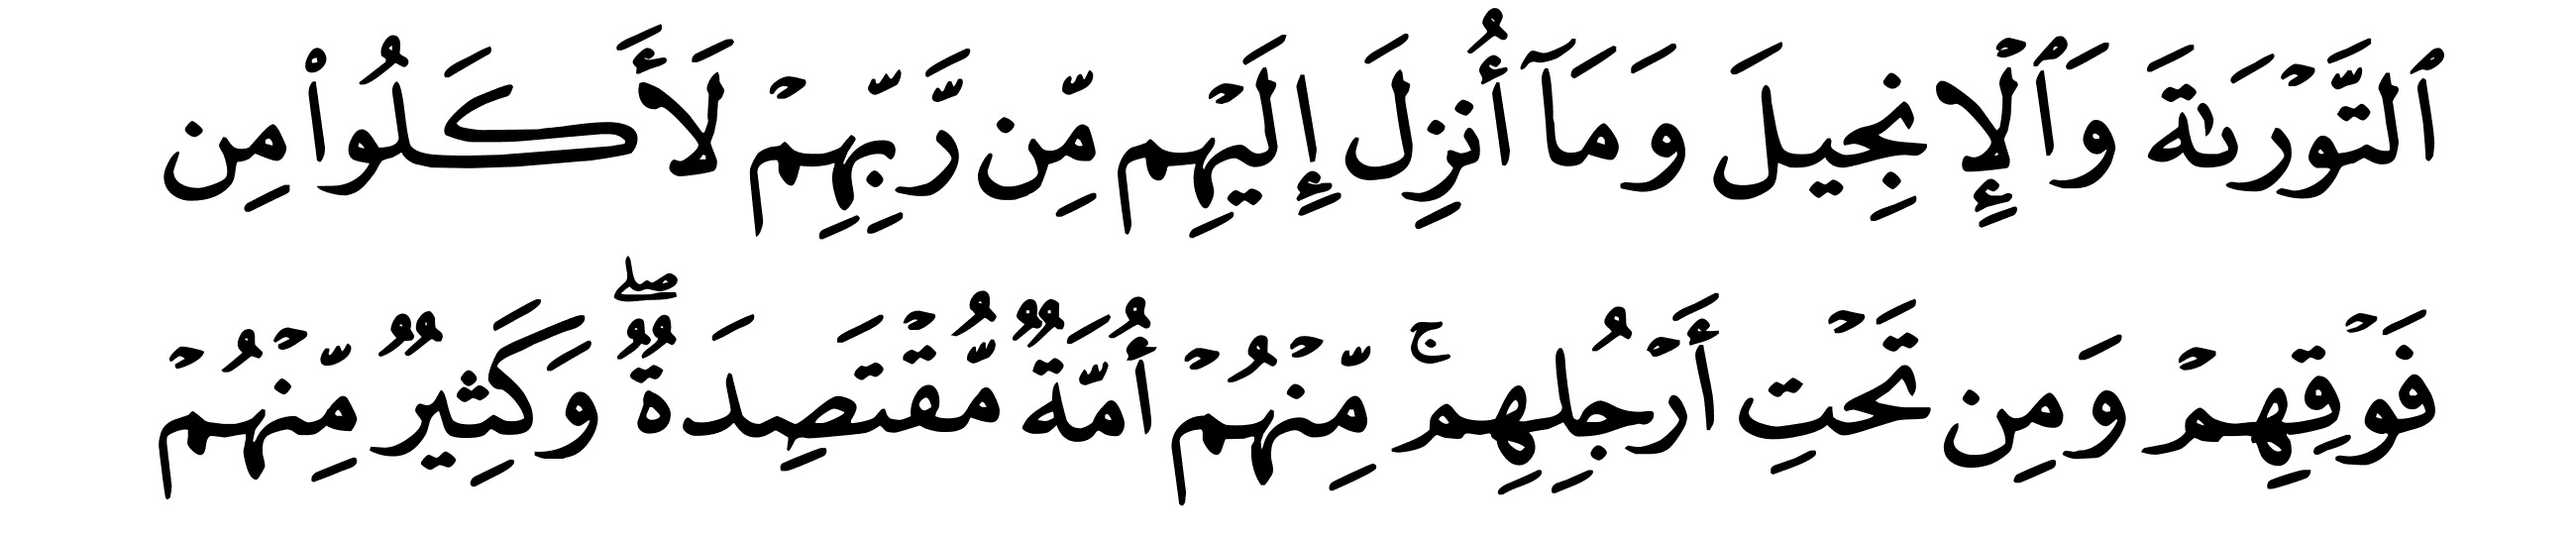 ٱلتَّوۡرَىٰةَ وَٱلۡإِنجِيلَ وَمَآ أُنزِلَ إِلَيۡهِم مِّن رَّبِّهِمۡ لَأَكَلُواْ مِن
فَوۡقِهِمۡ وَمِن تَحۡتِ أَرۡجُلِهِمۚ مِّنۡهُمۡ أُمَّةٌ مُّقۡتَصِدَةٌۖ وَكَثِيرٌ مِّنۡهُمۡ